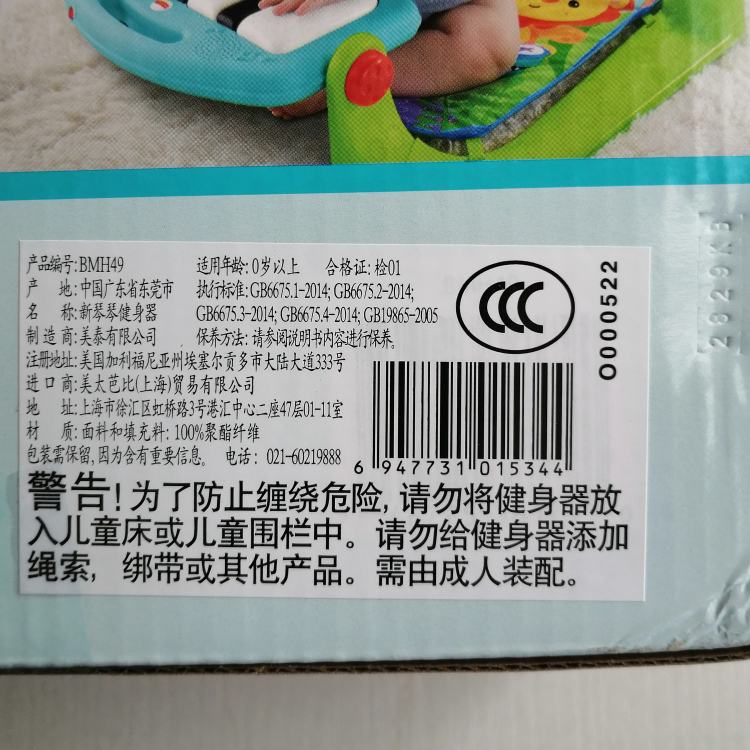 产品编号:BMH49 适用年龄:0岁以上 合格证:检01
产 地:中国广东省东莞市 执行标准:GB6675.1-2014; GB6675.2-2014;
名 称:新琴琴健身器 GB6675.3-2014; GB6675.4-2014; GB19865-2005
制 造 商:美泰有限公司 保养方法:请参阅说明书内容进行保养。
注册地址:美国加利福尼亚州埃塞尔贡多市大陆大道333号
进 口 商:美太芭比(上海)贸易有限公司
地 址:上海市徐汇区虹桥路3号港汇中心二座47层01-11室
材 质:面料和填充料: 100%聚酯纤维
包装需保留,因为含有重要信息。 电话: 021-60219888
CCC
O000522
6 947731 015344
警告!为了防止缠绕危险, 请勿将健身器放
入儿童床或儿童围栏中。请勿给健身器添加
绳索, 绑带或其他产品。需由成人装配。